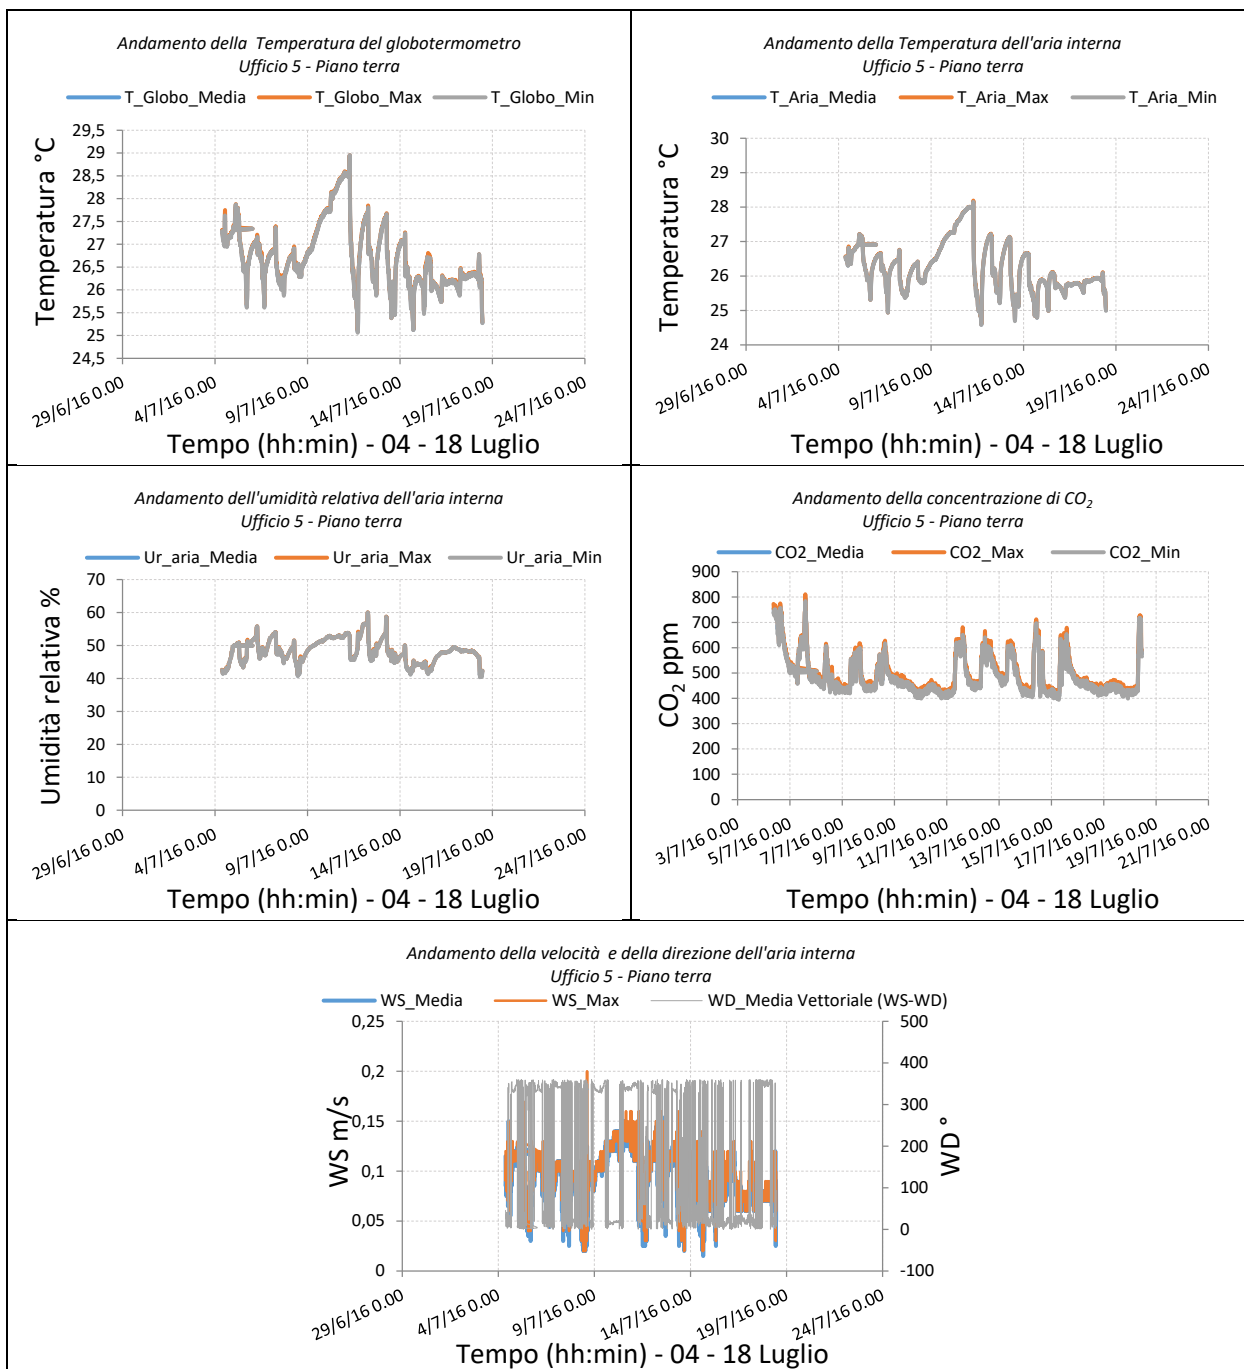 Andamento della  Temperatura del globotermometro
Ufficio 5 - Piano terra
T_Globo_Media T_Globo_Max T_Globo_Min
29,5
29
28,5
28
27,5
27
26,5
26
25,5
25
24,5
Temperatura °C
29/6/16 0.00 4/7/16 0.00 9/7/16 0.00 14/7/16 0.00 19/7/16 0.00 24/7/16 0.00
Tempo (hh:min) - 04 - 18 Luglio
Andamento della Temperatura dell'aria interna
Ufficio 5 - Piano terra
T_Aria_Media T_Aria_Max T_Aria_Min
30
29
28
27
26
25
24
Temperatura °C
29/6/16 0.00 4/7/16 0.00 9/7/16 0.00 14/7/16 0.00 19/7/16 0.00 24/7/16 0.00
Tempo (hh:min) - 04 - 18 Luglio
Andamento dell'umidità relativa dell'aria interna
Ufficio 5 - Piano terra
Ur_aria_Media Ur_aria_Max Ur_aria_Min
70
60
50
40
30
20
10
0
Umidità relativa %
29/6/16 0.00 4/7/16 0.00 9/7/16 0.00 14/7/16 0.00 19/7/16 0.00 24/7/16 0.00
Tempo (hh:min) - 04 - 18 Luglio
Andamento della concentrazione di CO2
Ufficio 5 - Piano terra
CO2_Media CO2_Max CO2_Min
900
800
700
600
500
400
300
200
100
0
CO2 ppm
3/7/16 0.00 5/7/16 0.00 7/7/16 0.00 9/7/16 0.00 11/7/16 0.00 13/7/16 0.00 15/7/16 0.00 17/7/16 0.00 19/7/16 0.00 21/7/16 0.00
Tempo (hh:min) - 04 - 18 Luglio
Andamento della velocità  e della direzione dell'aria interna
Ufficio 5 - Piano terra
WS_Media WS_Max WD_Media Vettoriale (WS-WD)
0,25
0,2
0,15
0,1
0,05
0
WS m/s
500
400
300
200
100
0
-100
WD °
29/6/16 0.00 4/7/16 0.00 9/7/16 0.00 14/7/16 0.00 19/7/16 0.00 24/7/16 0.00
Tempo (hh:min) - 04 - 18 Luglio